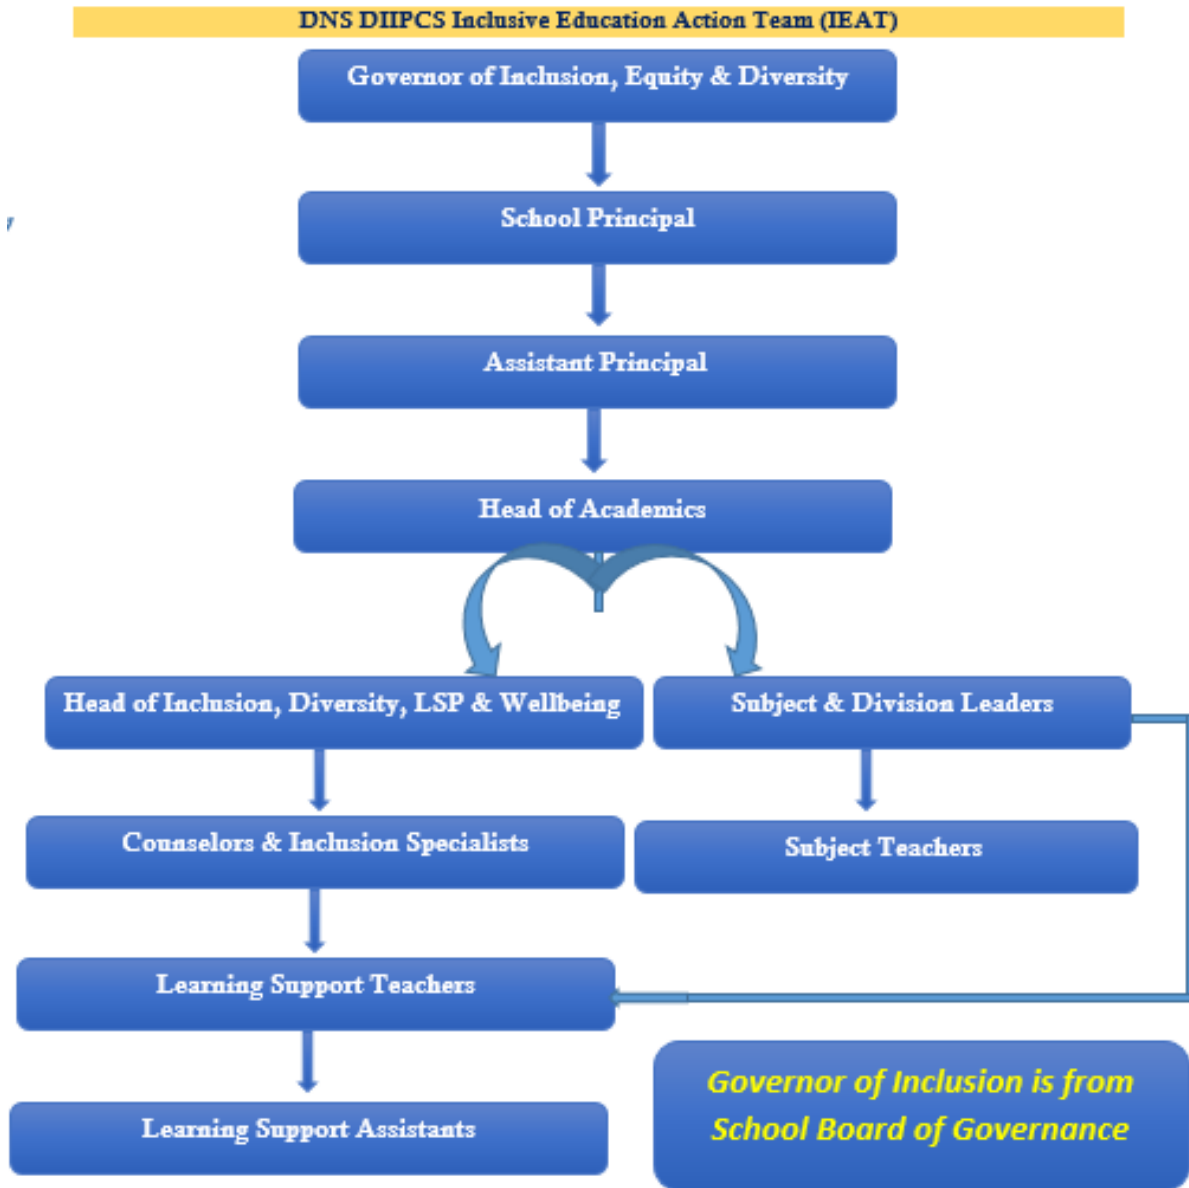 DNS DIIPCS Inclusive Education Action Team (IEAT)
Governor of Inclusion, Equity & Diversity
School Principal
Assistant Principal
Head of Academics
Head of Inclusion, Diversity, LSP & Wellbeing
Subject & Division Leaders
Counselors & Inclusion Specialists
Subject Teachers
Learning Support Teachers
Learning Support Assistants
Governor of Inclusion is from
School Board of Governance